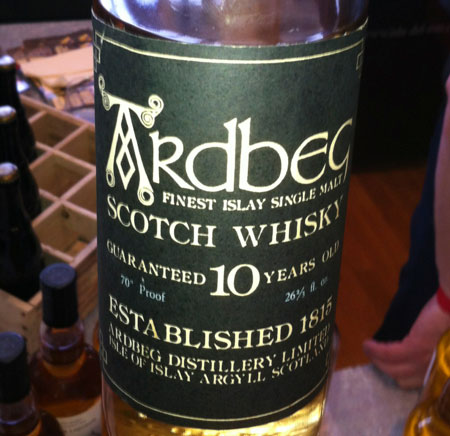 Ardbeg
FINEST ISLAY SINGLE MALT
SCOTCH WHISKY
GUARANTEED 10 YEARS OLD
70° Proof 26⅔ fl. oz.
ESTABLISHED 1815
ARDBEG DISTILLERY LIMITED
ISLE OF ISLAY ARGYLL SCOTLAND